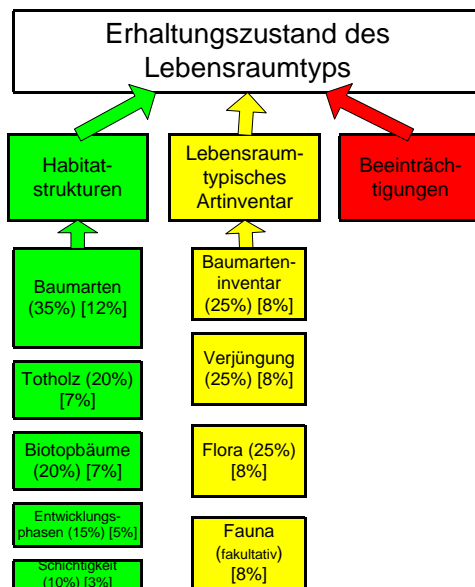 Erhaltungszustand des
Lebensraumtyps
Habitat-
strukturen
Lebensraum-
typisches
Artinventar
Beeinträch-
tigungen
Baumarten
(35%) [12%]
Totholz (20%)
[7%]
Biotopbäume
(20%) [7%]
Entwicklungs-
phasen (15%) [5%]
Schichtigkeit
(10%) [3%]
Baumarten-
inventar
(25%) [8%]
Verjüngung
(25%) [8%]
Flora (25%)
[8%]
Fauna
(fakultativ)
[8%]